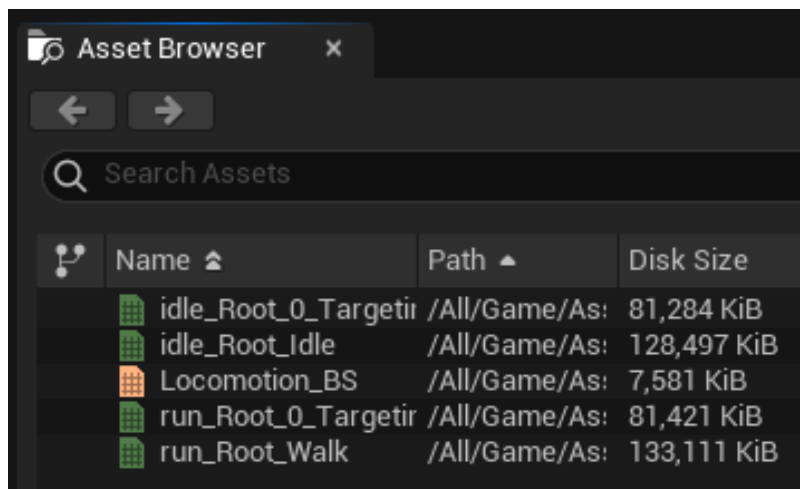 Asset Browser
Search Assets
Name Path Disk Size
idle_Root_0_Targetir /All/Game/As: 81,284 KiB
idle_Root_Idle /All/Game/As: 128,497 KiB
Locomotion_BS /All/Game/As: 7,581 KiB
run_Root_0_Targetir /All/Game/As: 81,421 KiB
run_Root_Walk /All/Game/As: 133,111 KiB